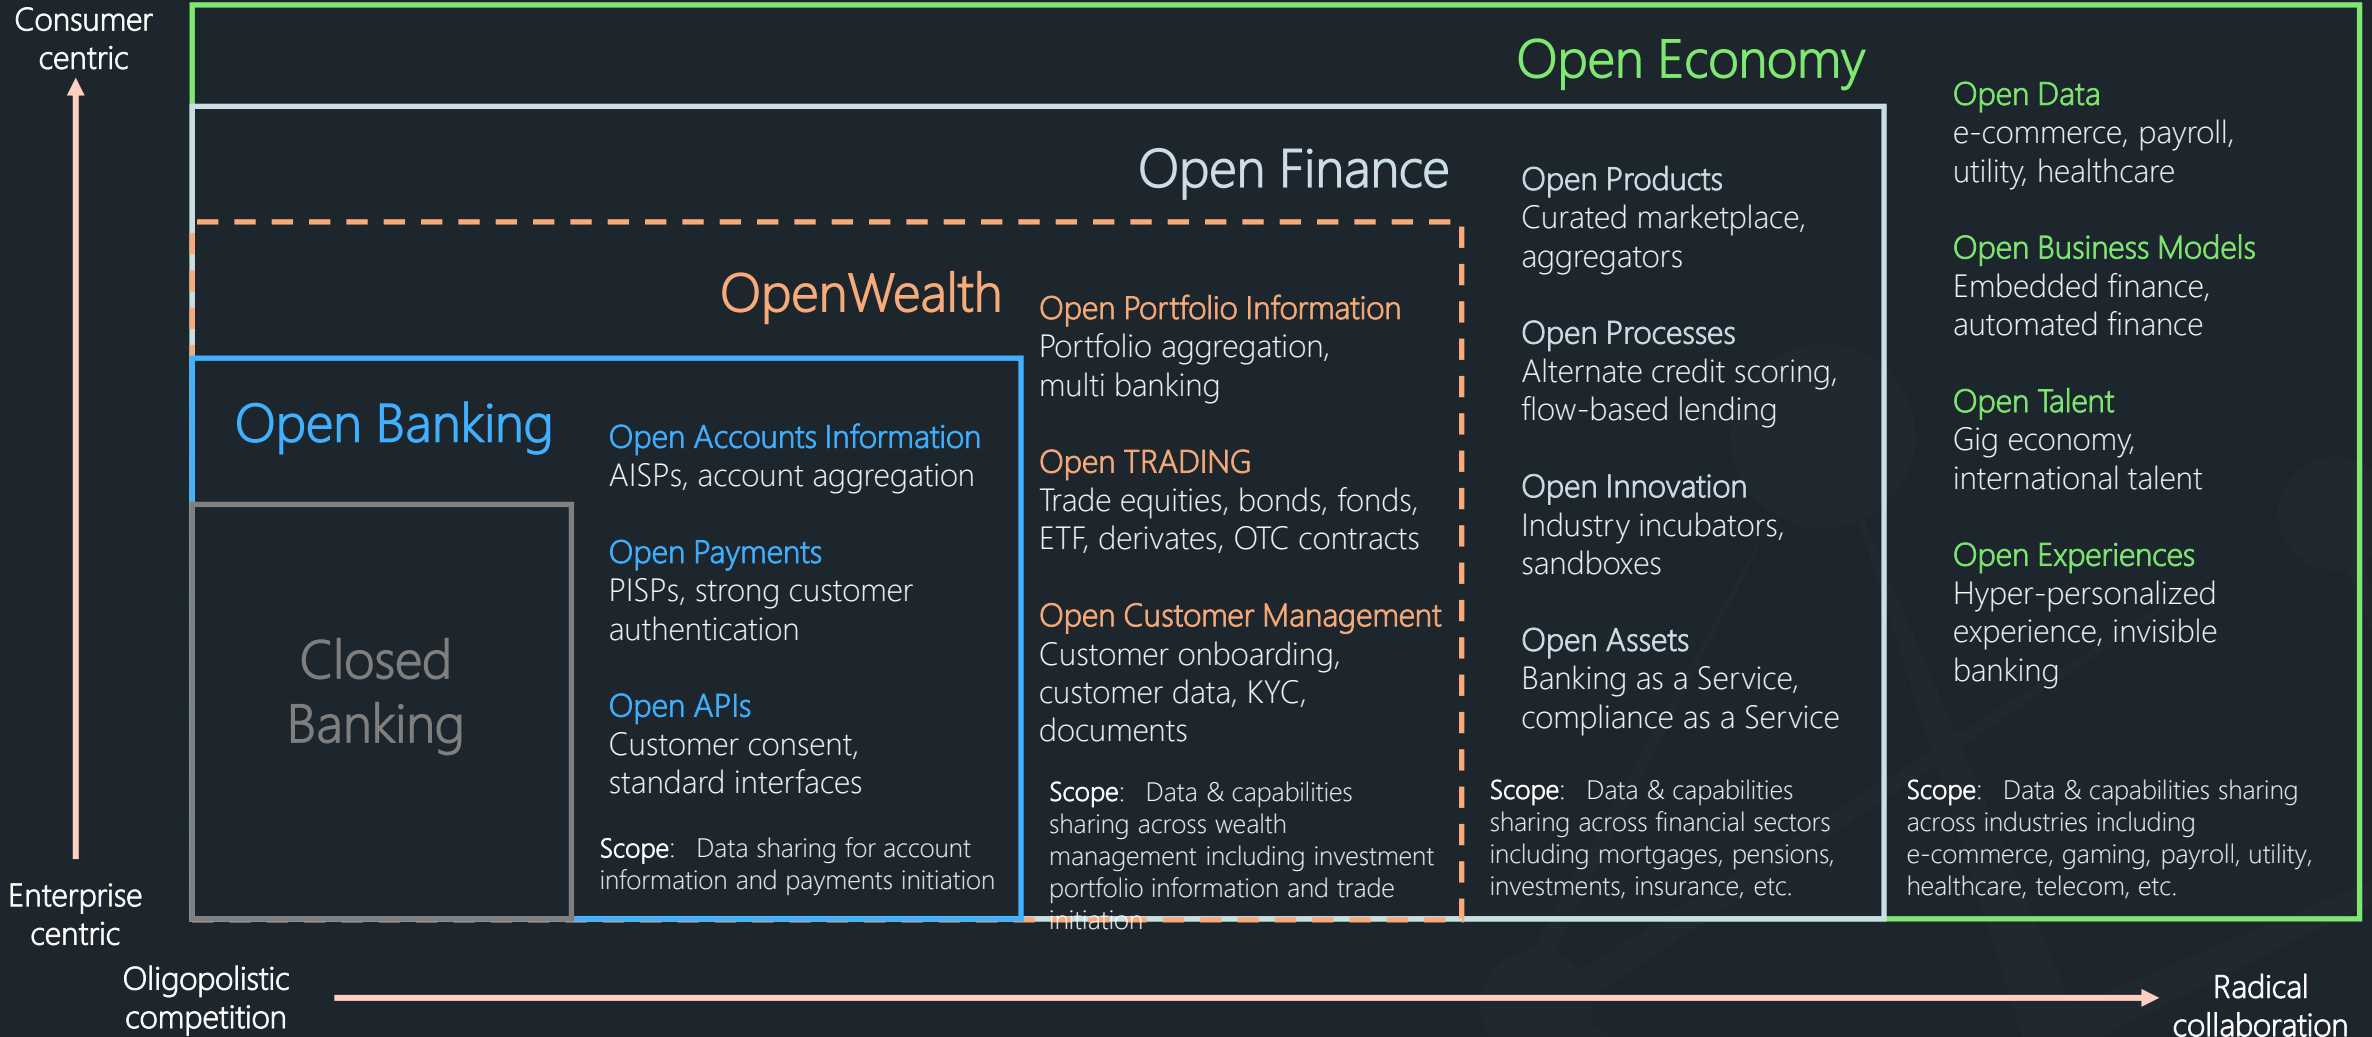 Consumer
centric
Enterprise
centric
Oligopolistic
competition
Radical
collaboration
Closed
Banking
Open Banking
Open Accounts Information
AISPs, account aggregation
Open Payments
PISPs, strong customer
authentication
Open APIs
Customer consent,
standard interfaces
Scope: Data sharing for account
information and payments initiation
OpenWealth
Open Portfolio Information
Portfolio aggregation,
multi banking
Open TRADING
Trade equities, bonds, fonds,
ETF, derivates, OTC contracts
Open Customer Management
Customer onboarding,
customer data, KYC,
documents
Scope: Data & capabilities
sharing across wealth
management including investment
portfolio information and trade
initiation
Open Finance
Open Products
Curated marketplace,
aggregators
Open Processes
Alternate credit scoring,
flow-based lending
Open Innovation
Industry incubators,
sandboxes
Open Assets
Banking as a Service,
compliance as a Service
Scope: Data & capabilities
sharing across financial sectors
including mortgages, pensions,
investments, insurance, etc.
Open Economy
Open Data
e-commerce, payroll,
utility, healthcare
Open Business Models
Embedded finance,
automated finance
Open Talent
Gig economy,
international talent
Open Experiences
Hyper-personalized
experience, invisible
banking
Scope: Data & capabilities sharing
across industries including
e-commerce, gaming, payroll, utility,
healthcare, telecom, etc.